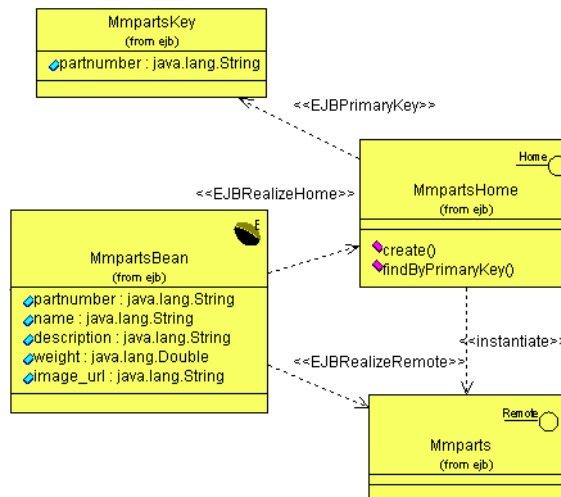 MmpartsKey
(from ejb)
partnumber : java.lang.String
<<EJBPrimaryKey>>
Home
MmpartsHome
(from ejb)
create()
findByPrimaryKey()
<<EJBRealizeHome>>
E
MmpartsBean
(from ejb)
partnumber : java.lang.String
name : java.lang.String
description : java.lang.String
weight : java.lang.Double
image_url : java.lang.String
<<instantiate>>
<<EJBRealizeRemote>>
Remote
Mmparts
(from ejb)